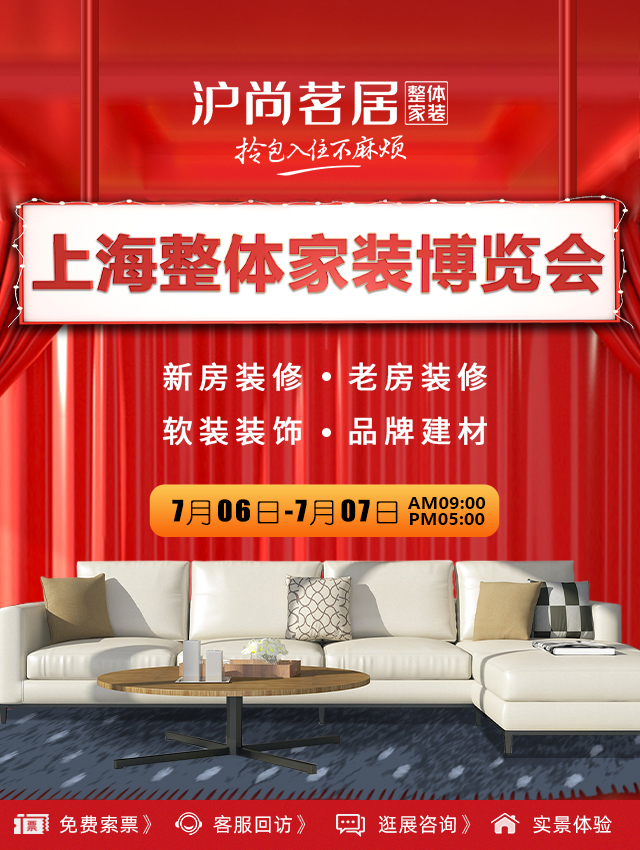 沪尚茗居 整体家装
拎包入住不麻烦
上海整体家装博览会
新房装修 · 老房装修
软装装饰 · 品牌建材
7月06日-7月07日 AM09:00 PM05:00
票 免费索票》 客服回访》 逛展咨询》 实景体验